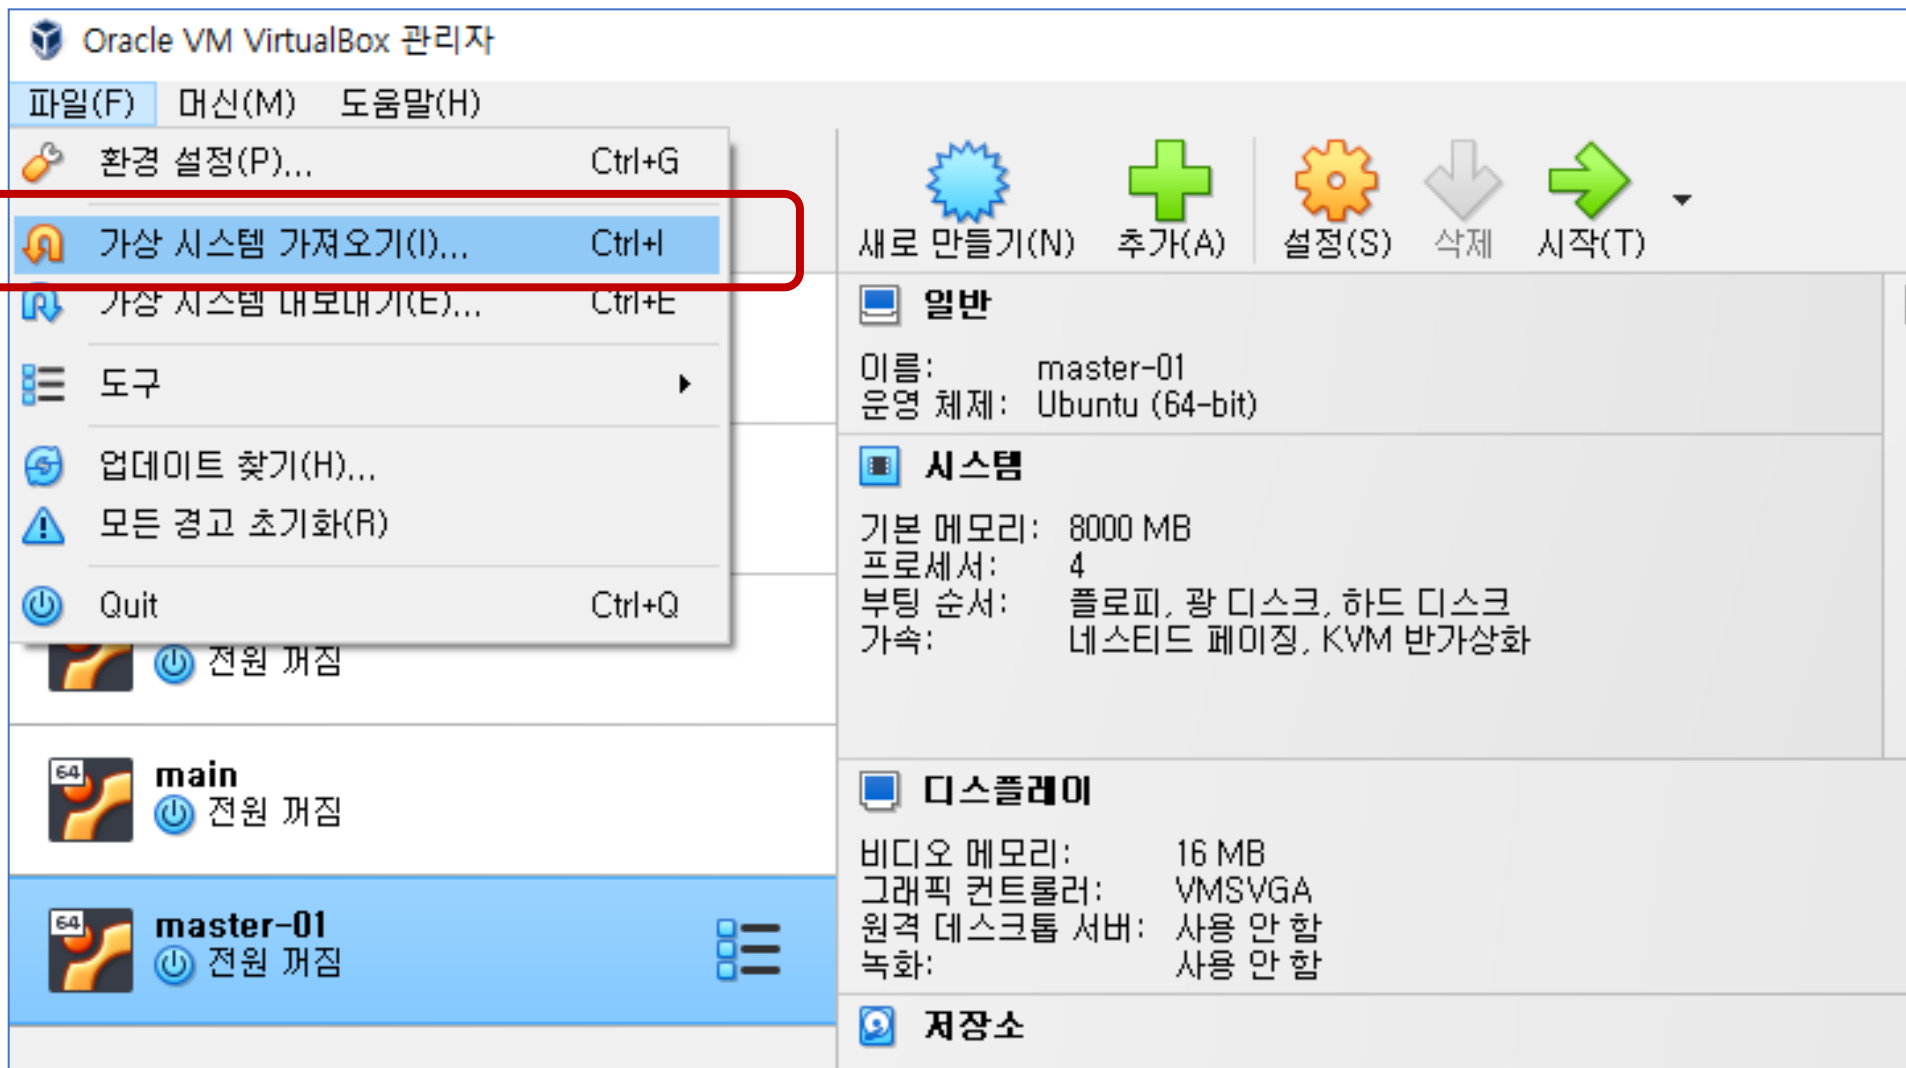 Oracle VM VirtualBox 관리자
파일(F) 머신(M) 도움말(H)
환경 설정(P)... Ctrl+G
가상 시스템 가져오기(I)... Ctrl+I
가상 시스템 내보내기(E)... Ctrl+E
도구
업데이트 찾기(H)...
모든 경고 초기화(R)
Quit Ctrl+Q
전원 꺼짐
64
main
전원 꺼짐
64
master-01
전원 꺼짐
새로 만들기(N) 추가(A) 설정(S) 삭제 시작(T)
일반
이름: master-01
운영 체제: Ubuntu (64-bit)
시스템
기본 메모리: 8000 MB
프로세서: 4
부팅 순서: 플로피, 광 디스크, 하드 디스크
가속: 네스티드 페이징, KVM 반가상화
디스플레이
비디오 메모리: 16 MB
그래픽 컨트롤러: VMSVGA
원격 데스크톱 서버: 사용 안 함
녹화: 사용 안 함
저장소